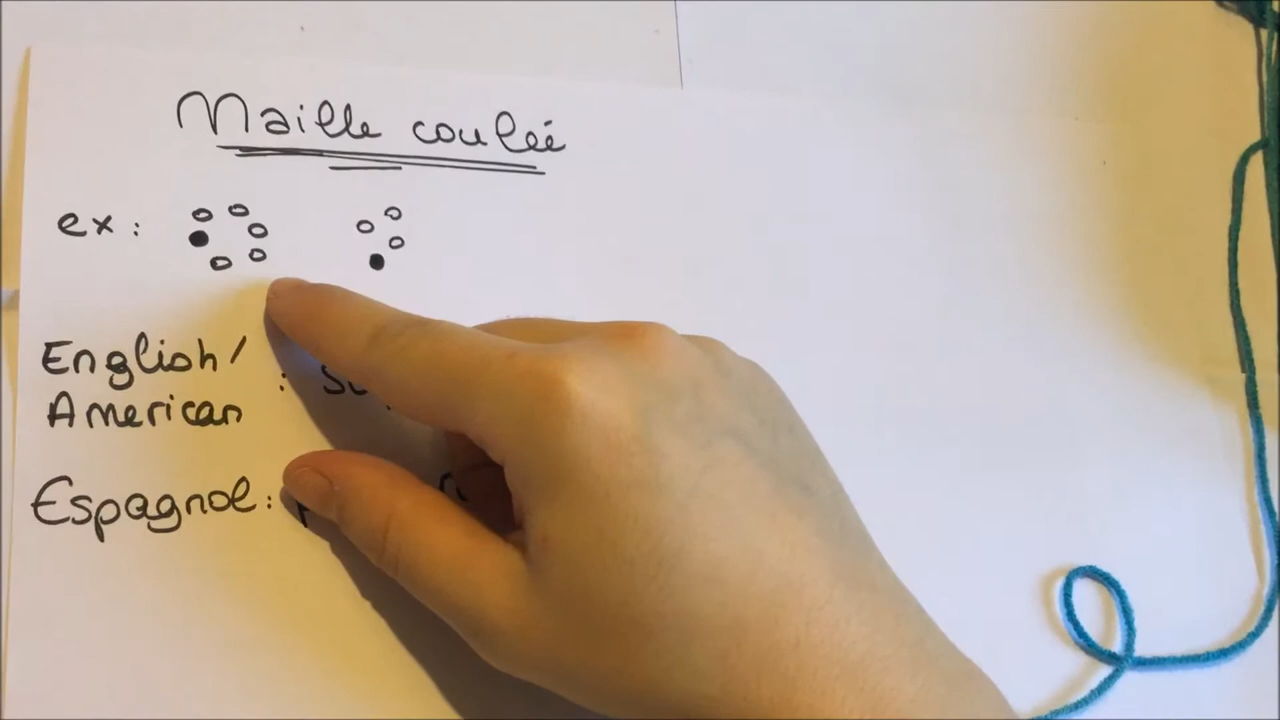 Maille coulée
ex :
English/
American :
Espagnol :